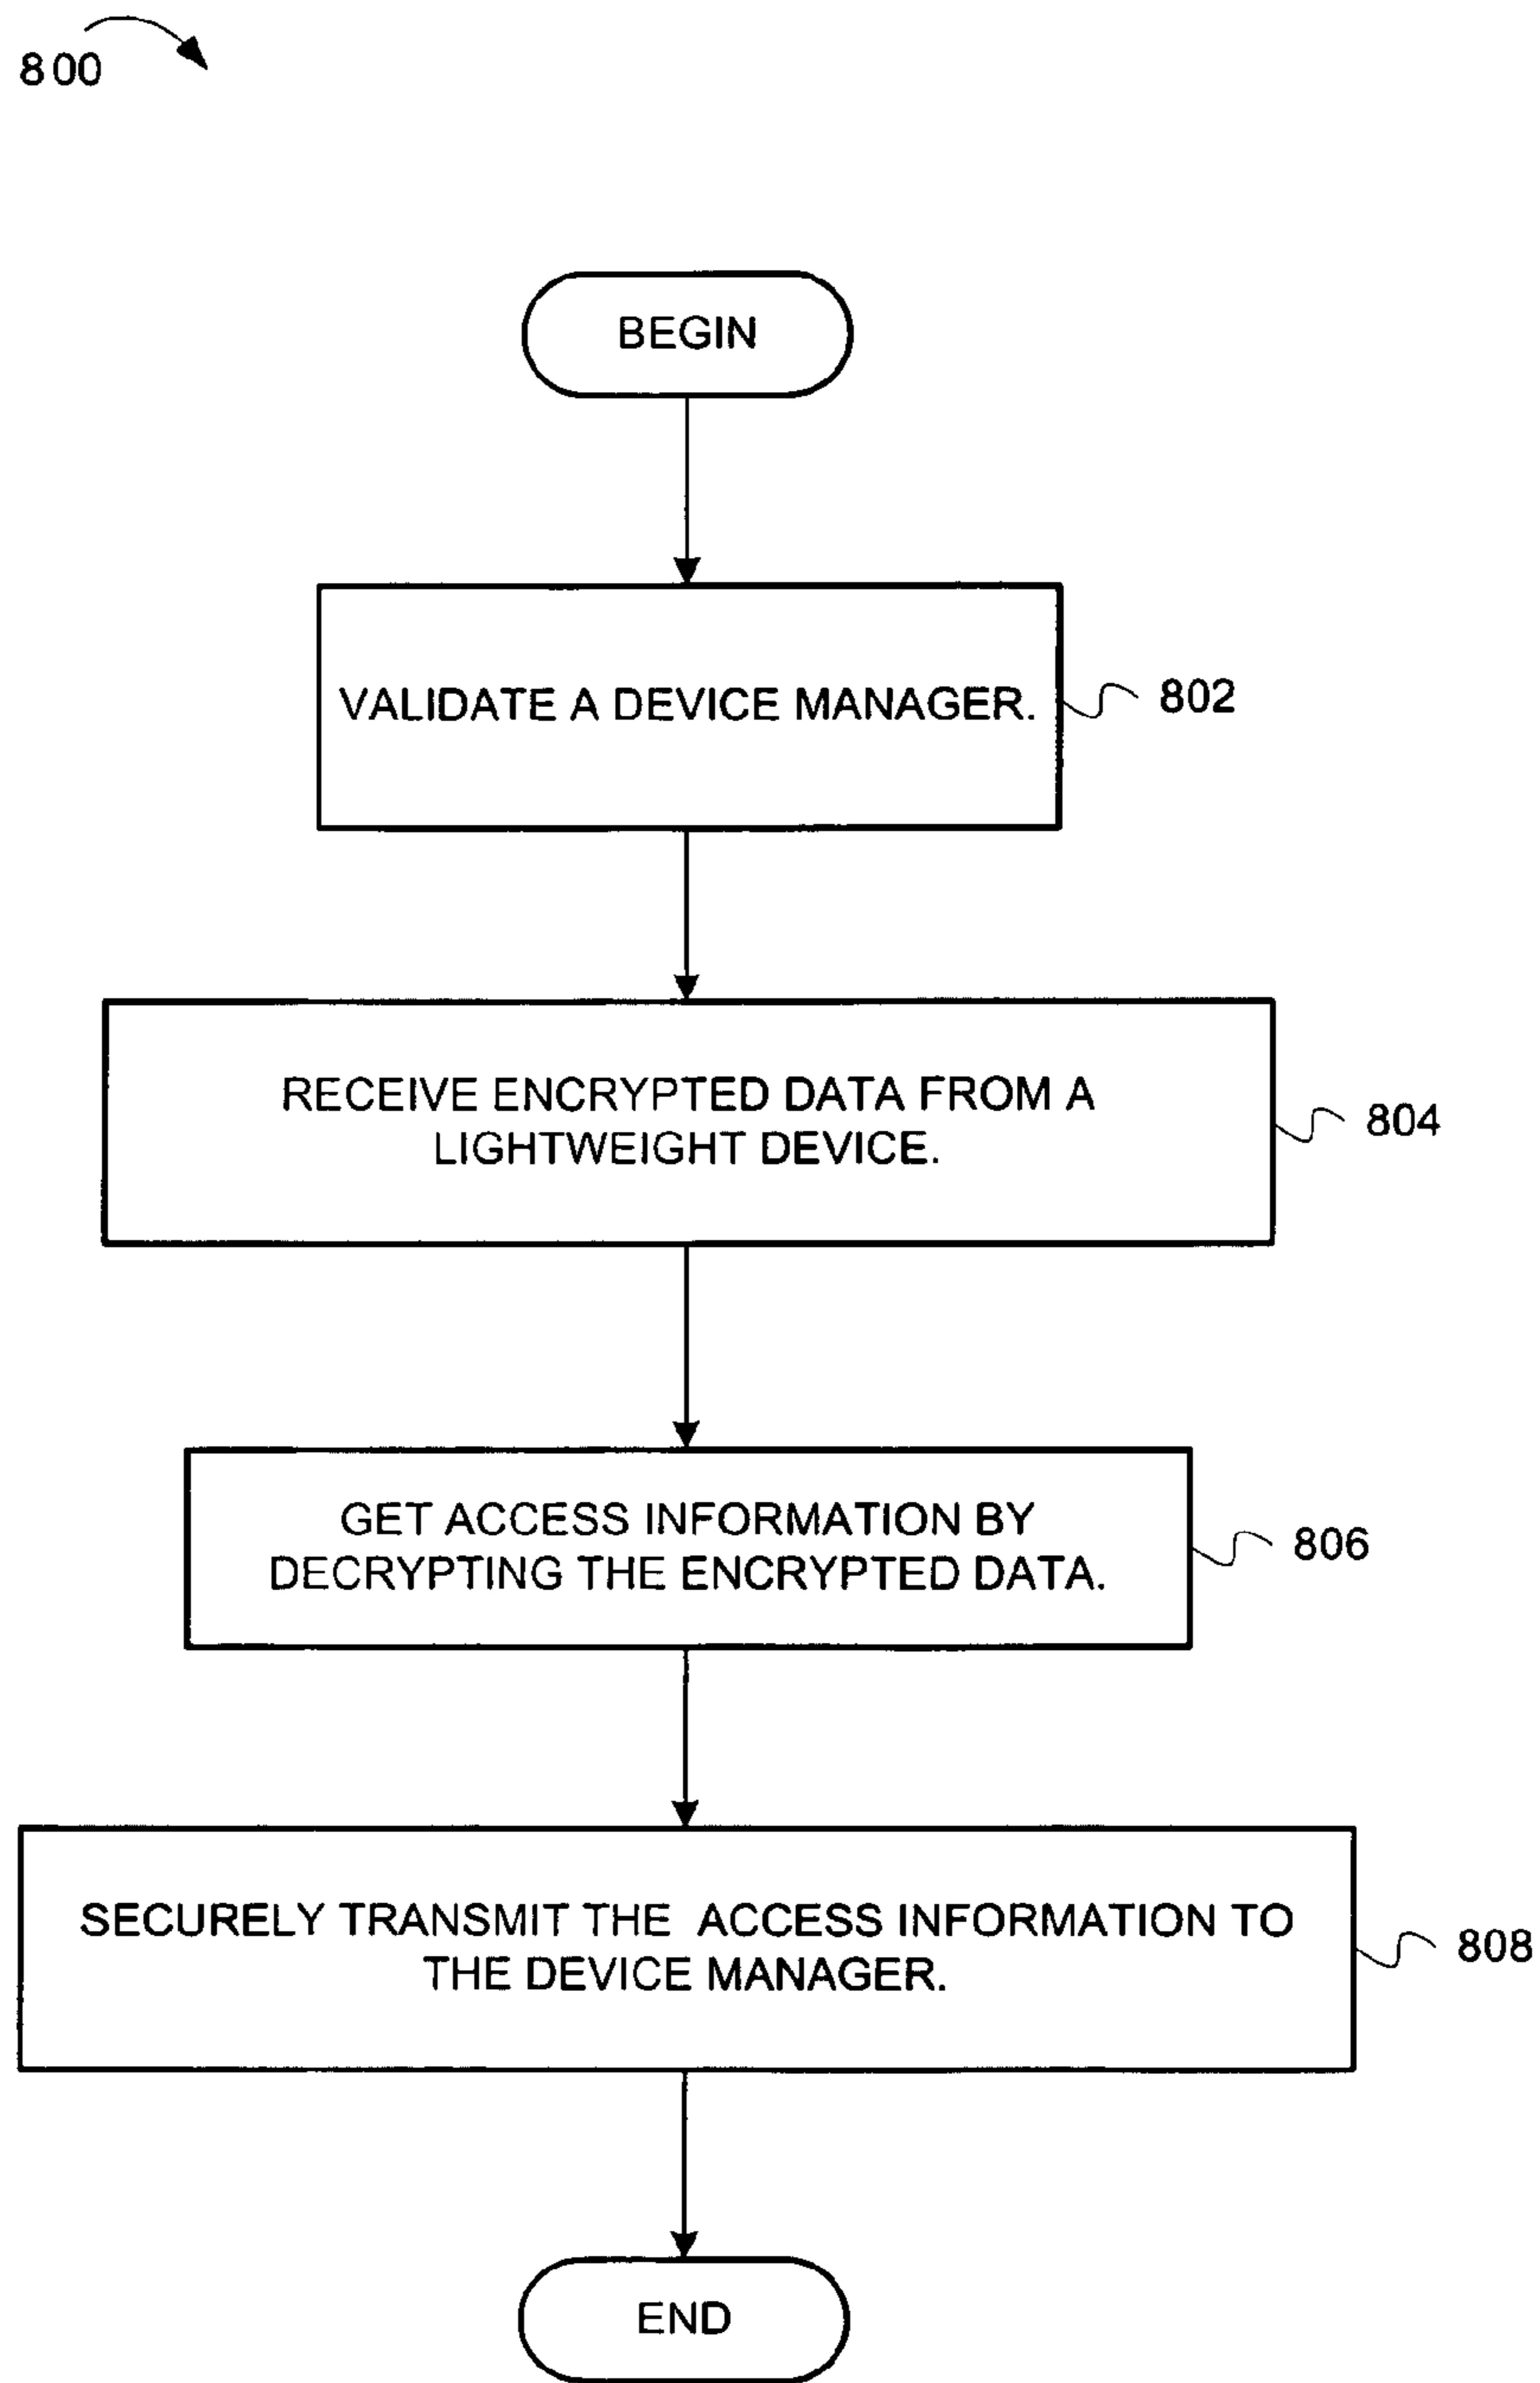 800
BEGIN
VALIDATE A DEVICE MANAGER.
802
RECEIVE ENCRYPTED DATA FROM A
LIGHTWEIGHT DEVICE.
804
GET ACCESS INFORMATION BY
DECRYPTING THE ENCRYPTED DATA.
806
SECURELY TRANSMIT THE ACCESS INFORMATION TO
THE DEVICE MANAGER.
808
END